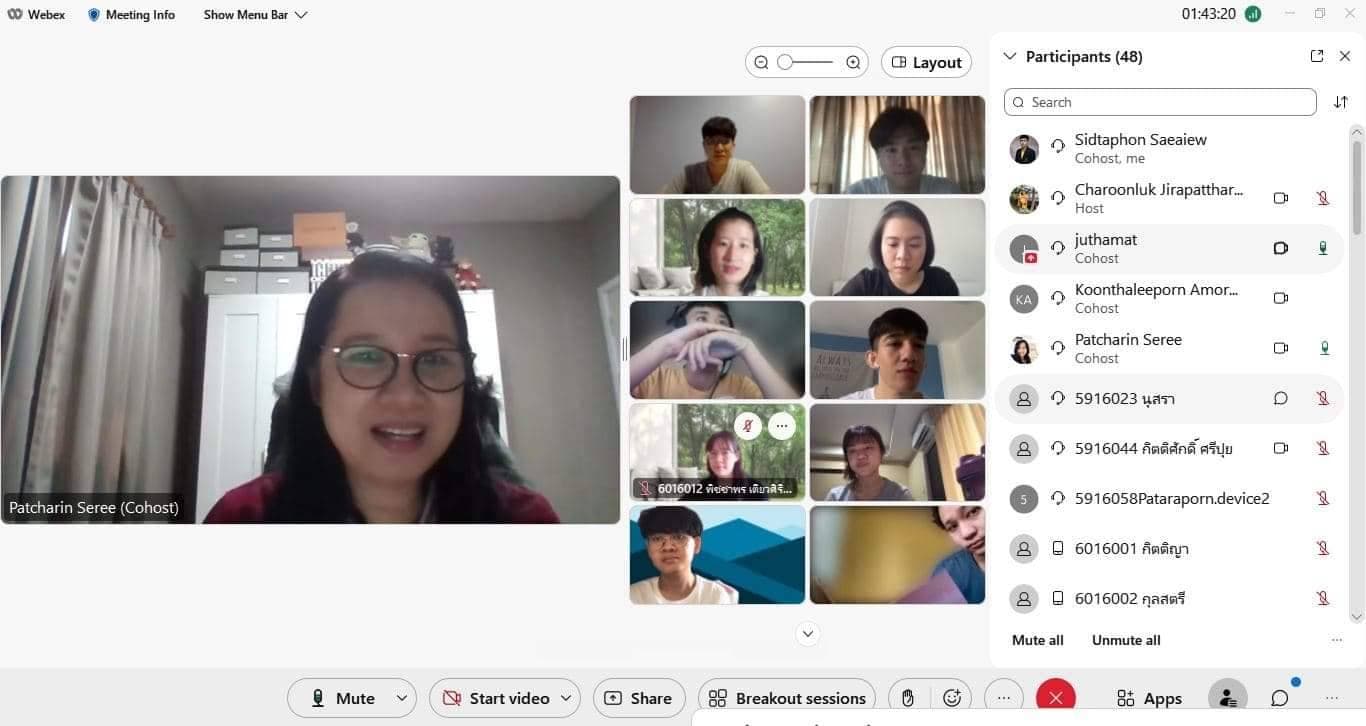 Webex
Meeting Info
Show Menu Bar
01:43:20
Layout
Participants (48)
Search
Sidtaphon Saeaiew
Cohost, me
Charoonluk Jirapatthar...
Host
juthamat
Cohost
KA
Koonthaleeporn Amor...
Cohost
Patcharin Seree
Cohost
5916023 นุสรา
5916044 กิตติศักดิ์ ศรีปุย
5
5916058Pataraporn.device2
6016001 กิตติญา
6016002 กุลสตรี
Mute all
Unmute all
Patcharin Seree (Cohost)
ALWAYS
6016012 พิชชาพร เตียวศิริ...
Mute
Start video
Share
Breakout sessions
Apps